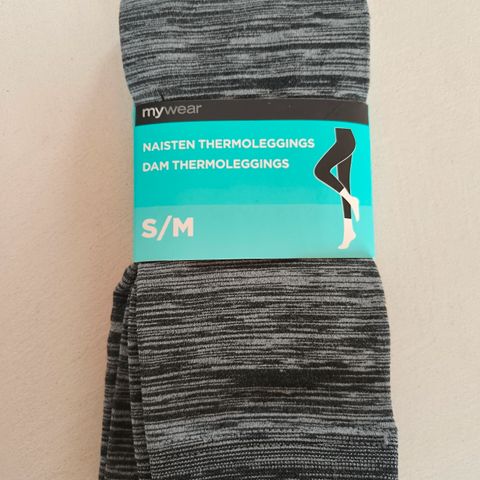 mywear
NAISTEN THERMOLEGGINGS
DAM THERMOLEGGINGS
S/M